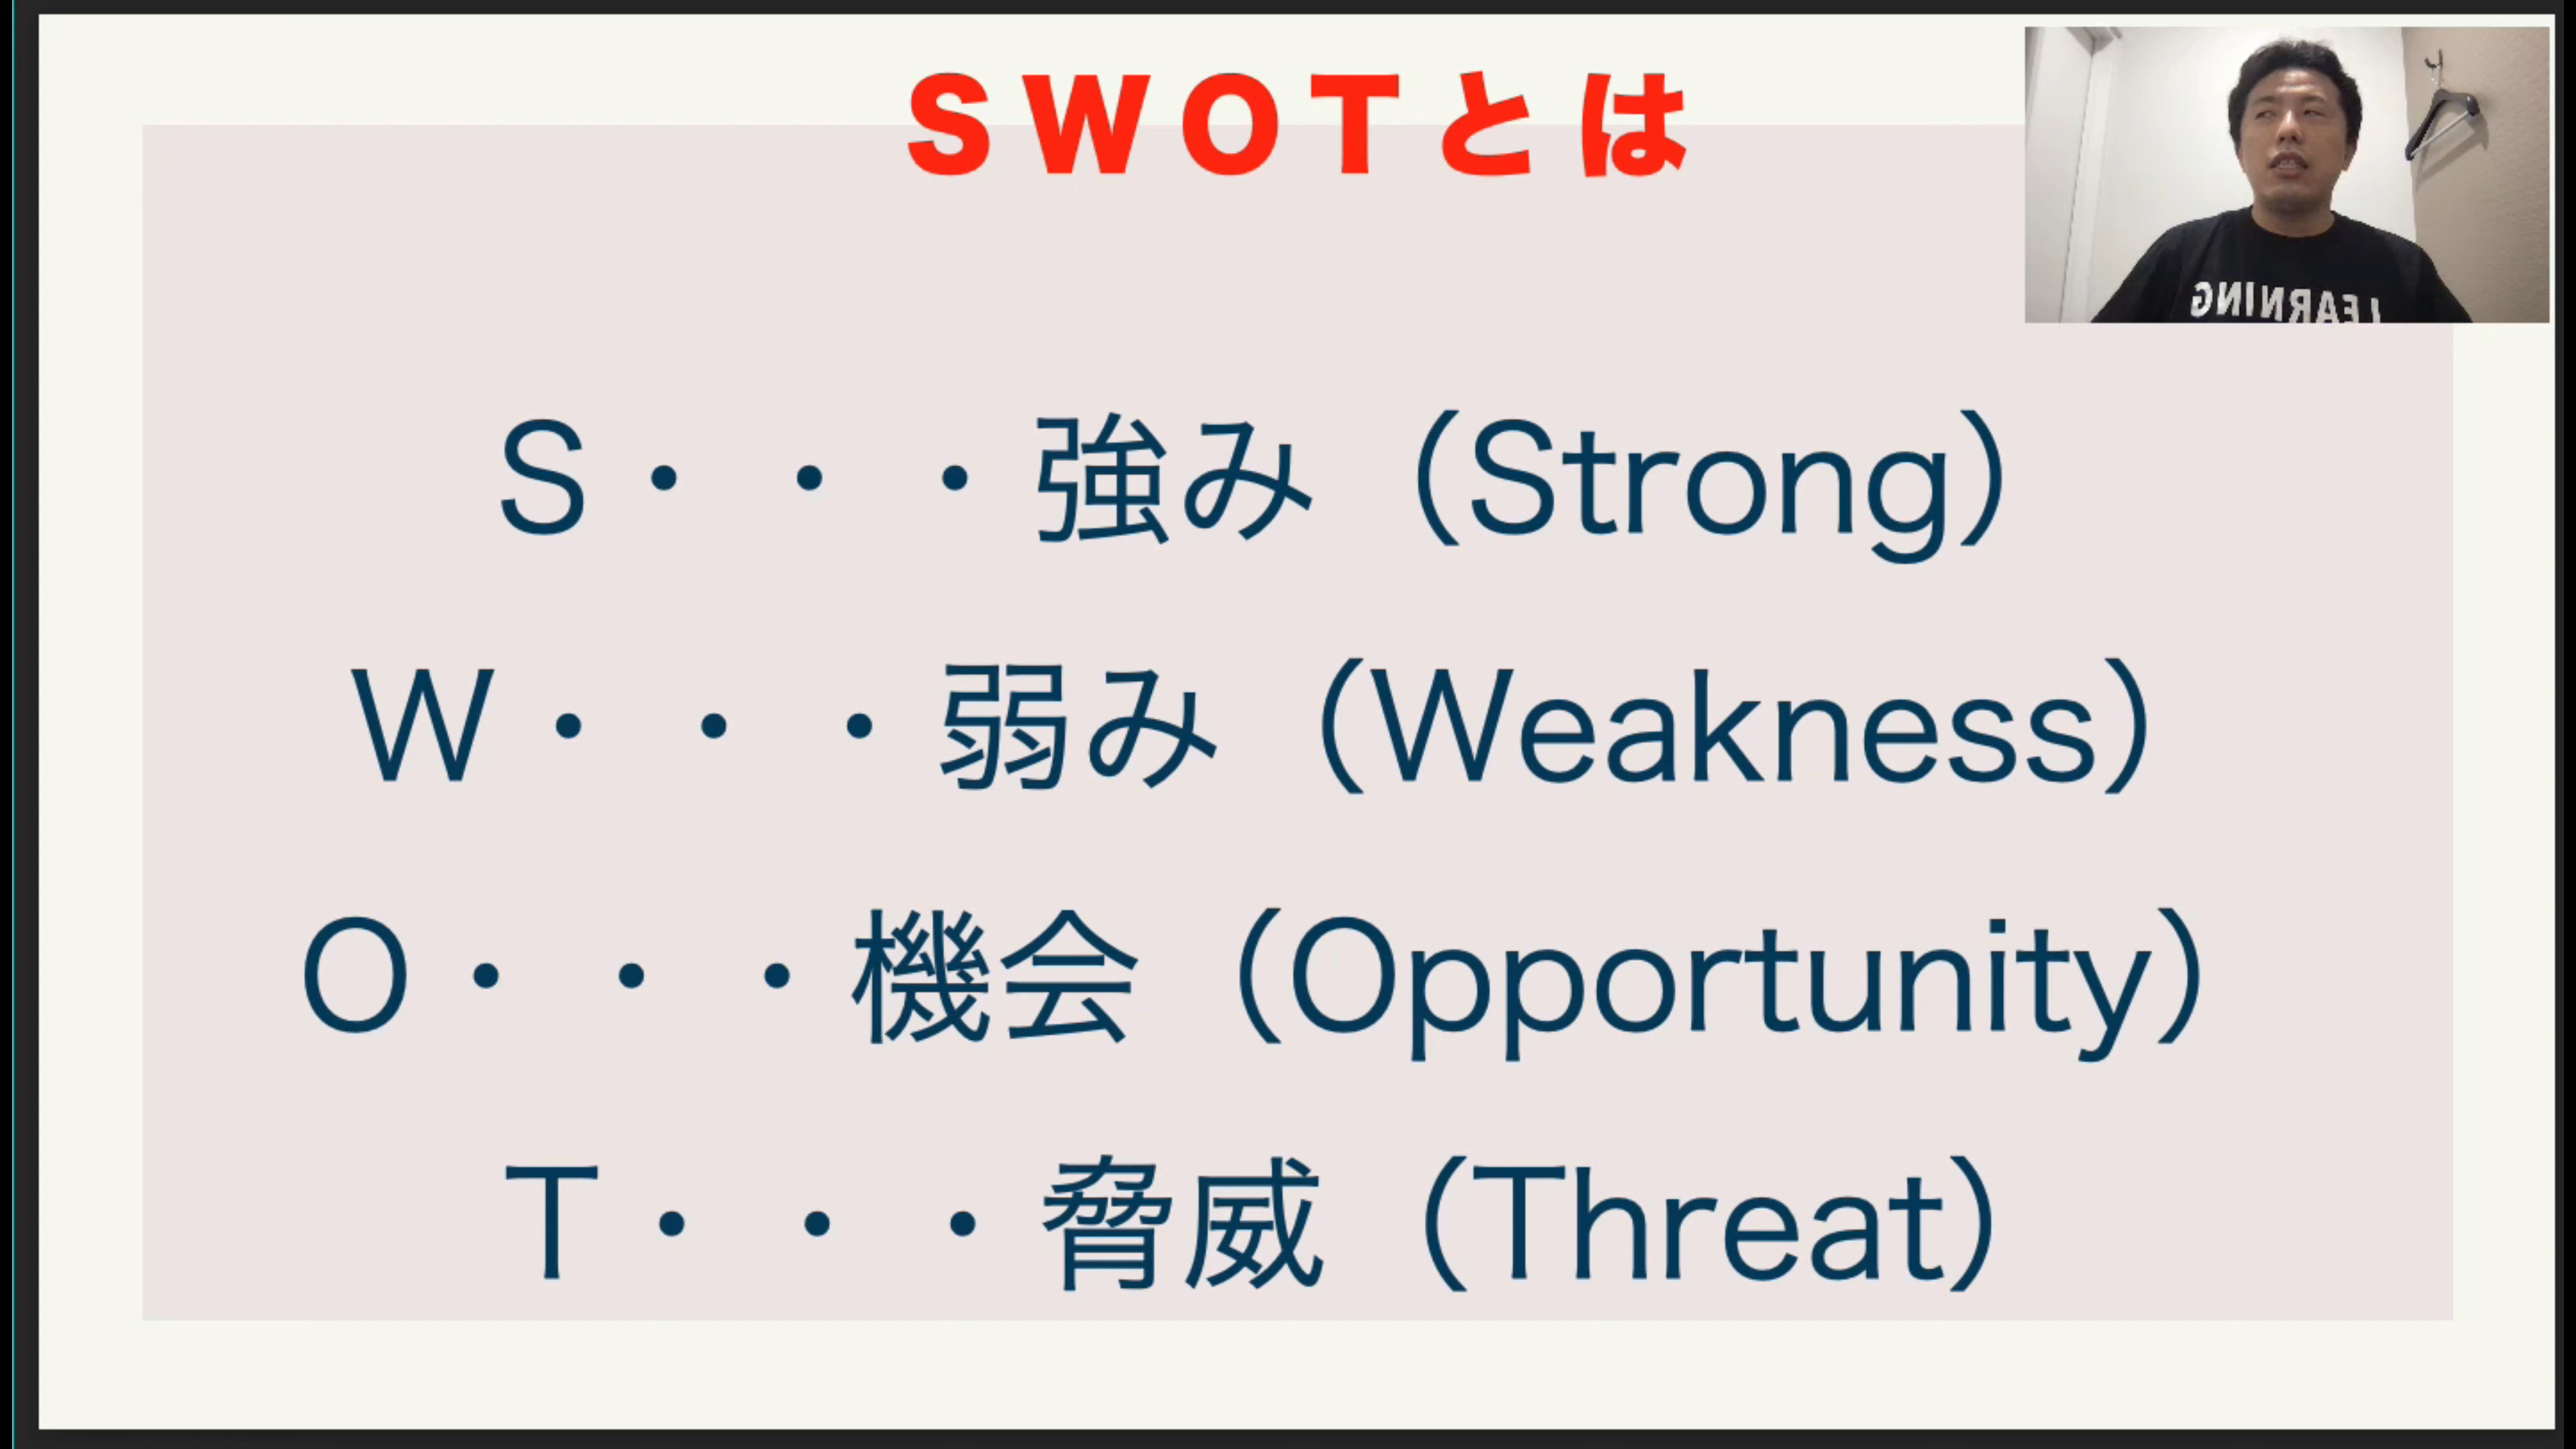 SWOTとは
S・・・強み（Strong）
W・・・弱み（Weakness）
O・・・機会（Opportunity）
T・・・脅威（Threat）
LEARNING